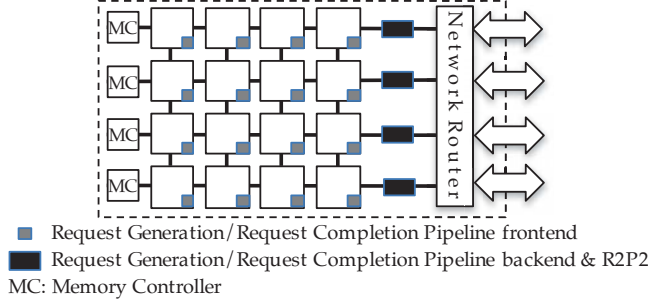 MC
MC
MC
MC
Network Router
Request Generation/Request Completion Pipeline frontend
Request Generation/Request Completion Pipeline backend & R2P2
MC: Memory Controller